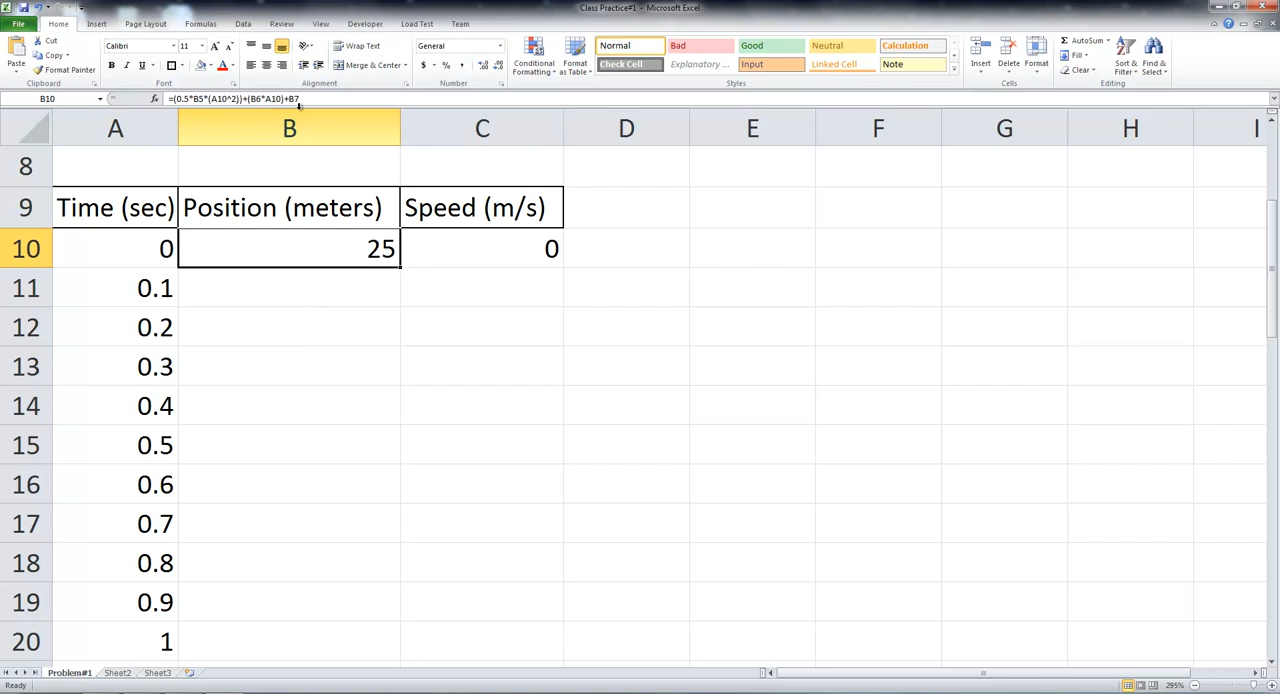 Class Practice#1 - Microsoft Excel
File Home Insert Page Layout Formulas Data Review View Developer Load Test Team
Paste
Cut
Copy
Format Painter
Clipboard
Calibri 11
B I U
Font
Wrap Text
Merge & Center
Alignment
General
$ % ,
Number
Conditional Formatting
Format as Table
Normal Bad Good Neutral Calculation
Check Cell Explanatory ... Input Linked Cell Note
Styles
Insert Delete Format
Cells
AutoSum
Fill
Clear
Sort & Filter
Find & Select
Editing
B10 fx =(0.5*B5*(A10^2))+(B6*A10)+B7
A B C D E F G H I
8
9 Time (sec) Position (meters) Speed (m/s)
10 0 25 0
11 0.1
12 0.2
13 0.3
14 0.4
15 0.5
16 0.6
17 0.7
18 0.8
19 0.9
20 1
Problem#1 Sheet2 Sheet3
Ready 295%